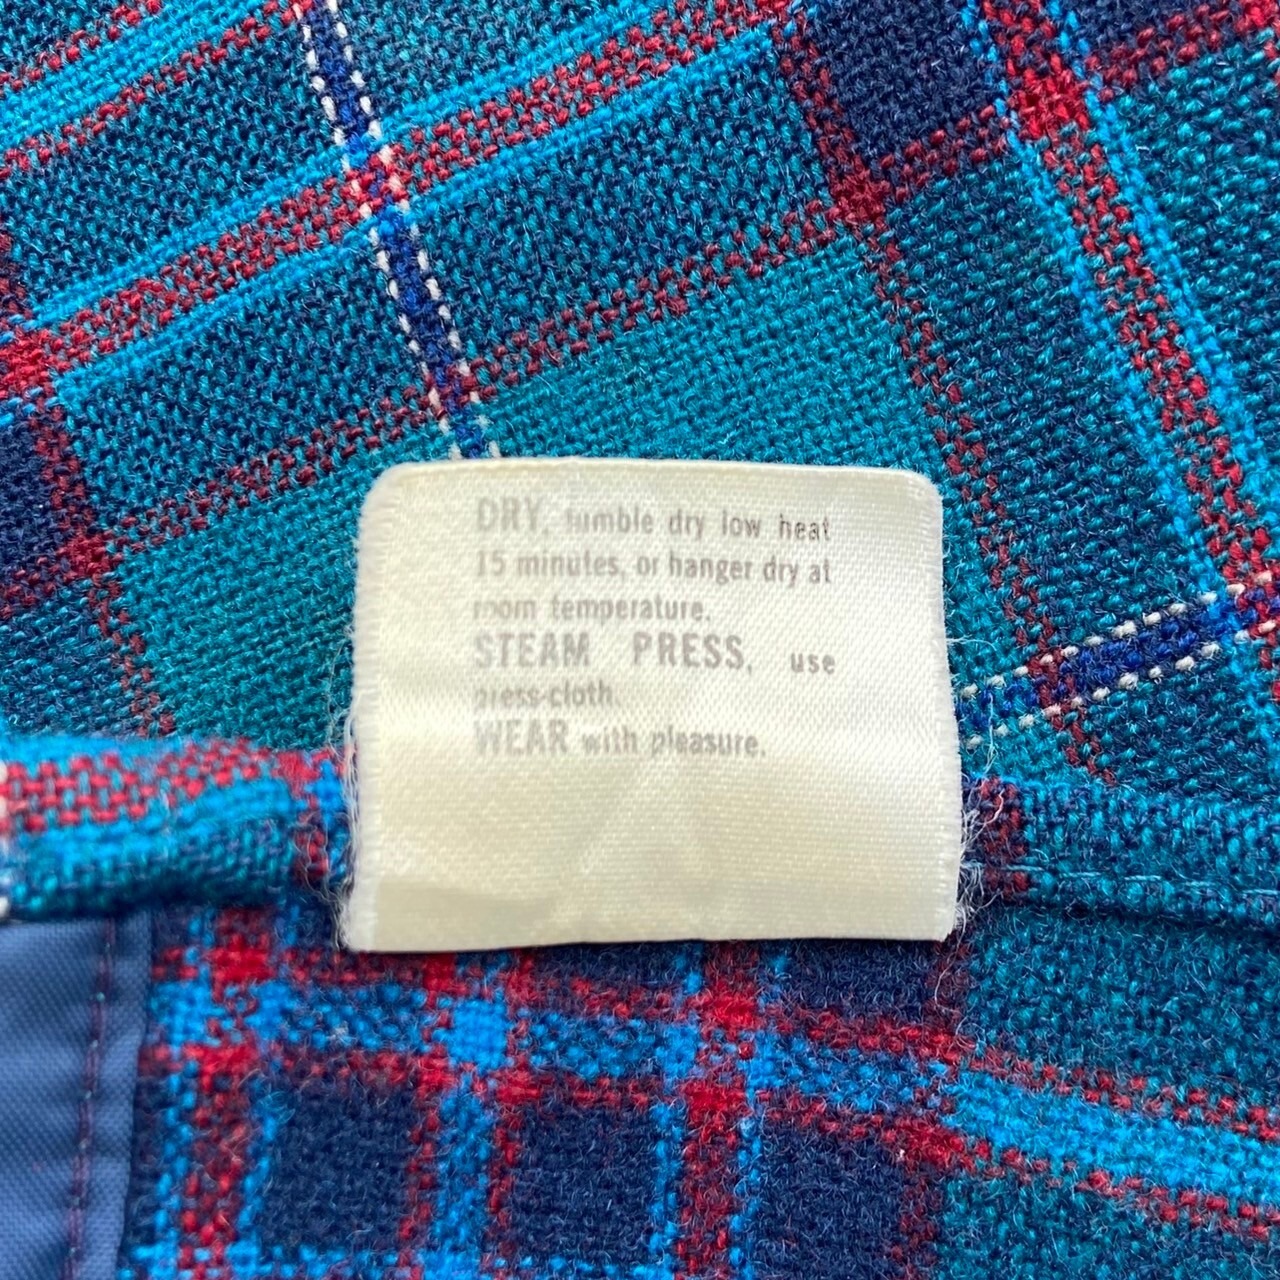 DRY, tumble dry low heat
15 minutes, or hanger dry at
room temperature.
STEAM PRESS, use
press-cloth.
WEAR with pleasure.